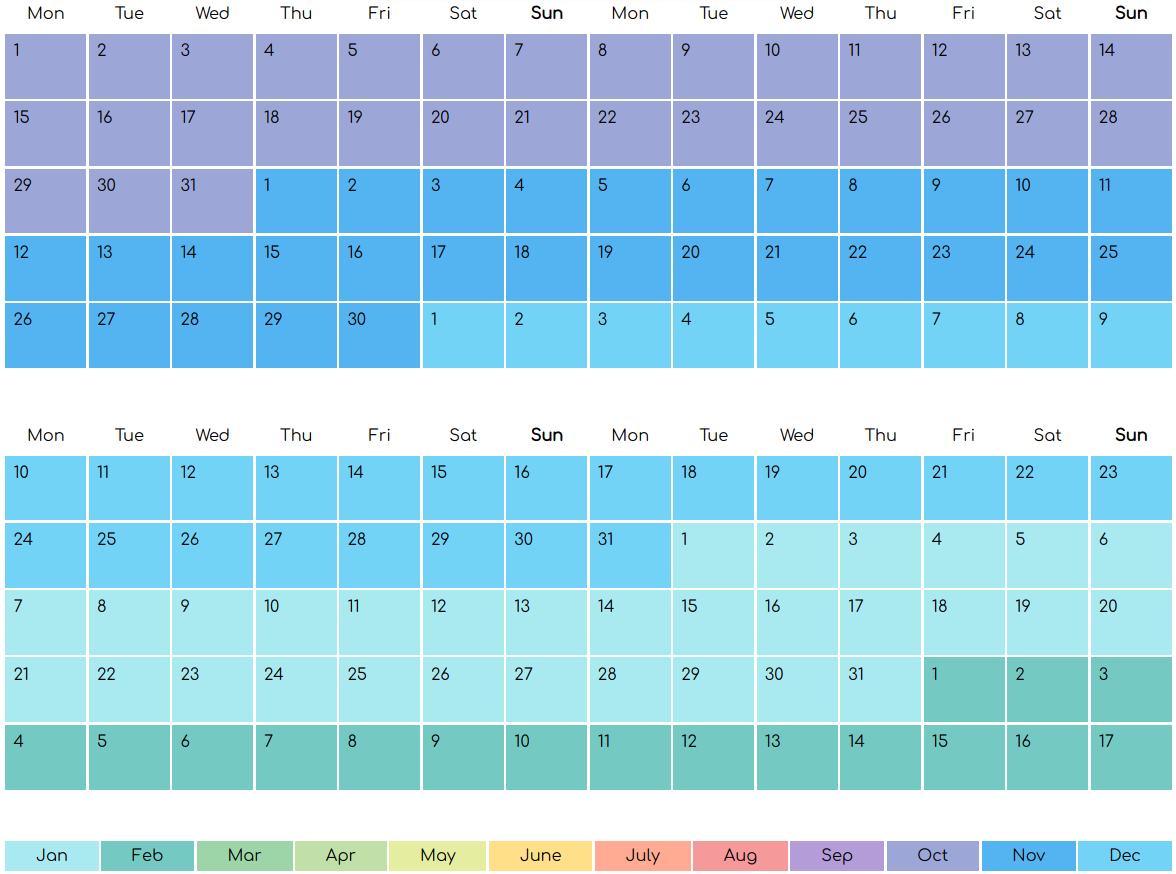 Mon Tue Wed Thu Fri Sat Sun Mon Tue Wed Thu Fri Sat Sun
1 2 3 4 5 6 7 8 9 10 11 12 13 14
15 16 17 18 19 20 21 22 23 24 25 26 27 28
29 30 31 1 2 3 4 5 6 7 8 9 10 11
12 13 14 15 16 17 18 19 20 21 22 23 24 25
26 27 28 29 30 1 2 3 4 5 6 7 8 9
Mon Tue Wed Thu Fri Sat Sun Mon Tue Wed Thu Fri Sat Sun
10 11 12 13 14 15 16 17 18 19 20 21 22 23
24 25 26 27 28 29 30 31 1 2 3 4 5 6
7 8 9 10 11 12 13 14 15 16 17 18 19 20
21 22 23 24 25 26 27 28 29 30 31 1 2 3
4 5 6 7 8 9 10 11 12 13 14 15 16 17
Jan Feb Mar Apr May June July Aug Sep Oct Nov Dec